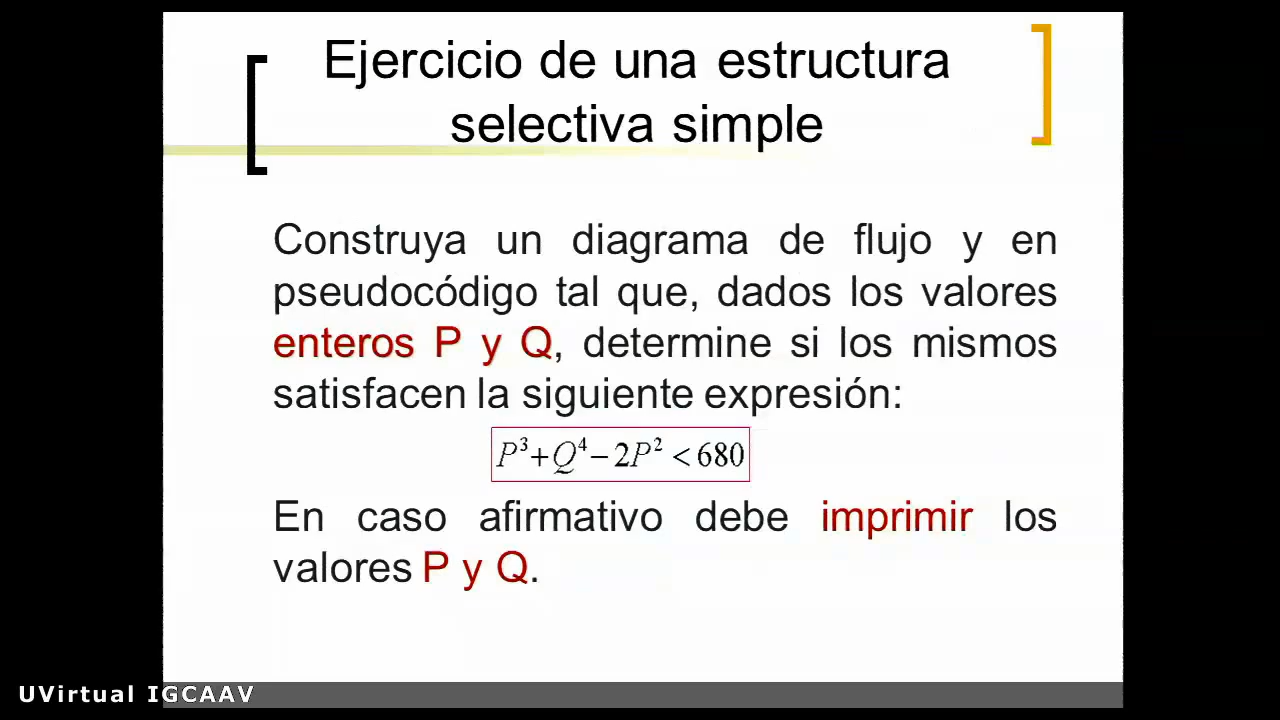 Ejercicio de una estructura
selectiva simple
Construya un diagrama de flujo y en
pseudocódigo tal que, dados los valores
enteros P y Q, determine si los mismos
satisfacen la siguiente expresión:
P³+Q⁴−2P² <680
En caso afirmativo debe imprimir los
valores P y Q.
UVirtual IGCAAV